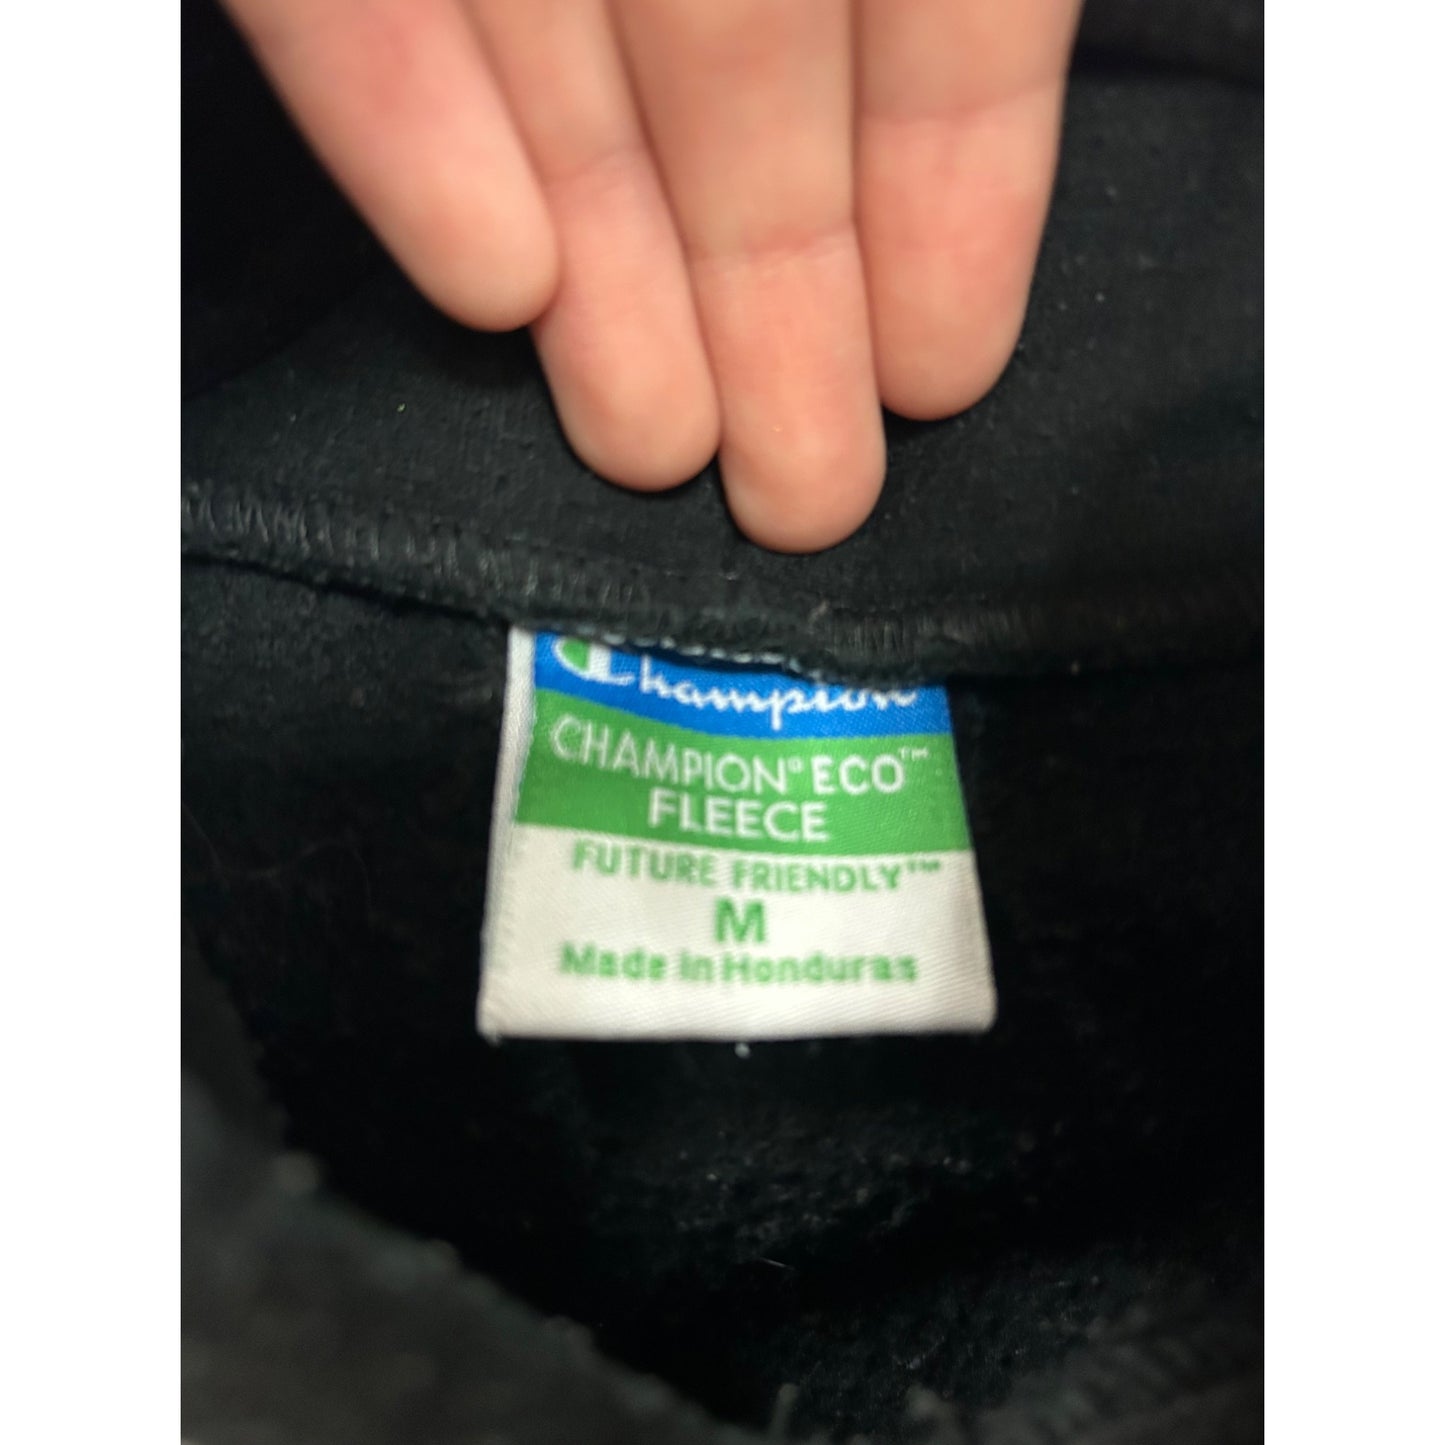 Champion
CHAMPION® ECO™
FLEECE
FUTURE FRIENDLY™
M
Made in Honduras